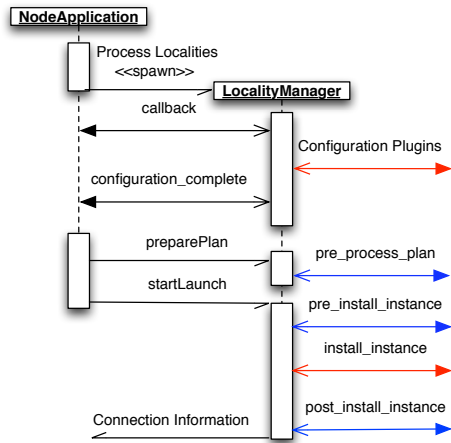 NodeApplication
Process Localities
<<spawn>>
LocalityManager
callback
Configuration Plugins
configuration_complete
preparePlan
pre_process_plan
startLaunch
pre_install_instance
install_instance
post_install_instance
Connection Information